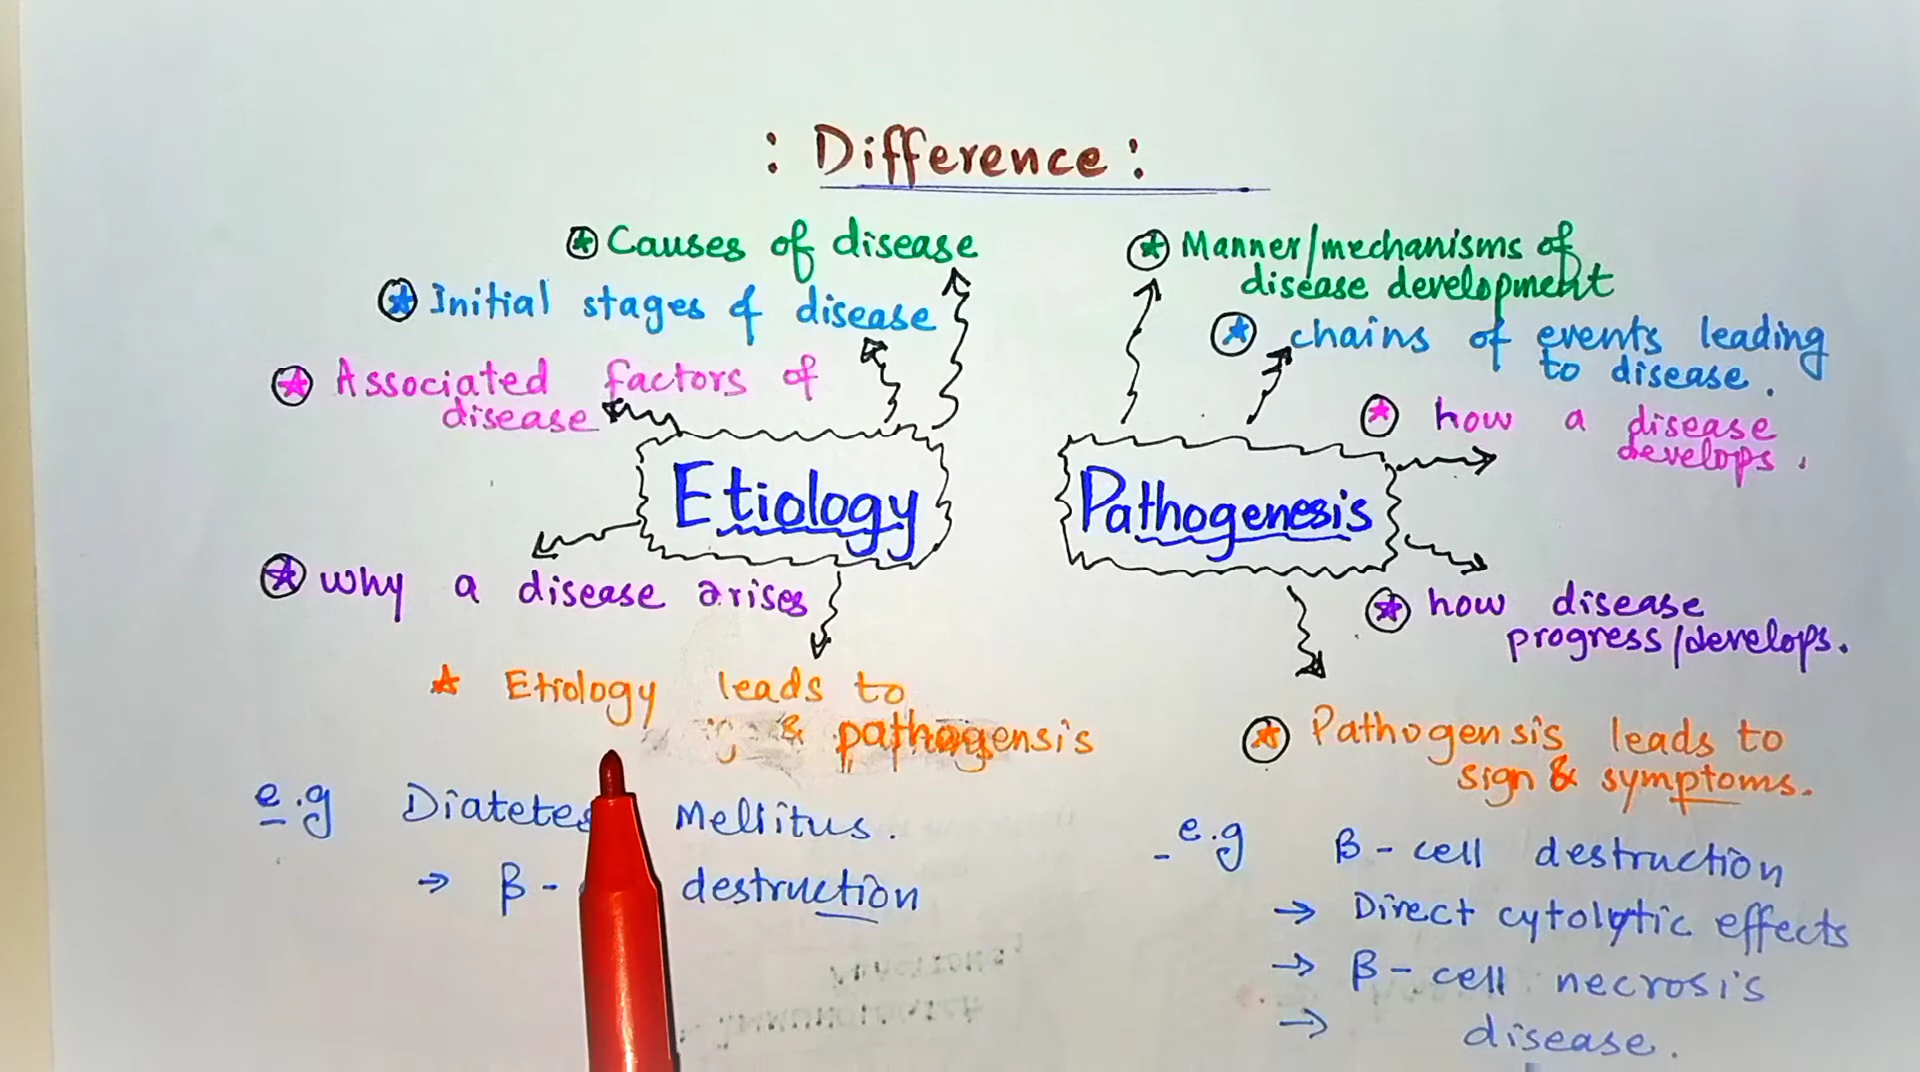 : Difference :
Causes of disease
Initial stages of disease
Associated factors of
disease
Etiology
why a disease arises
Etiology leads to
& pathogensis
e.g Diatetes Mellitus.
→ β - destruction
Manner/mechanisms of
disease development
chains of events leading
to disease.
how a disease
develops.
Pathogenesis
how disease
progress/develops.
Pathogensis leads to
sign & symptoms.
e.g β - cell destruction
→ Direct cytolytic effects
→ β - cell necrosis
→ disease.